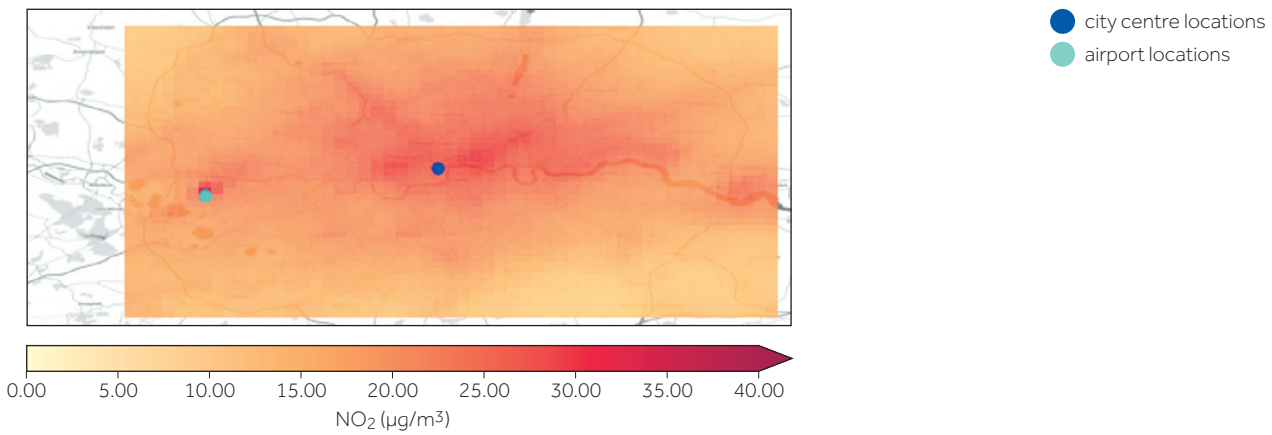 city centre locations
airport locations
0.00 5.00 10.00 15.00 20.00 25.00 30.00 35.00 40.00
NO₂ (µg/m³)